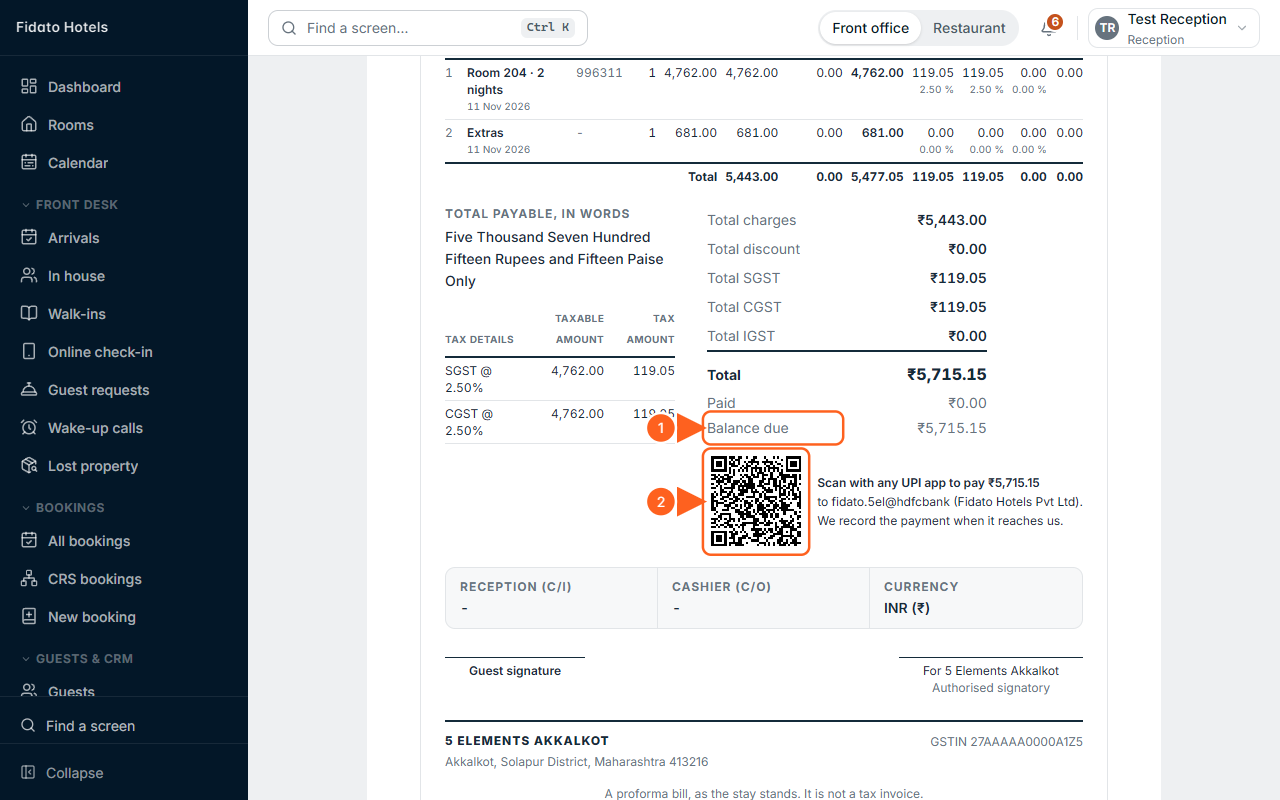 Fidato Hotels
Find a screen... Ctrl K
Front office Restaurant
6
TR Test Reception
Reception
Dashboard
Rooms
Calendar
FRONT DESK
Arrivals
In house
Walk-ins
Online check-in
Guest requests
Wake-up calls
Lost property
BOOKINGS
All bookings
CRS bookings
New booking
GUESTS & CRM
Guests
Find a screen
Collapse
1 Room 204 · 2 nights 996311 1 4,762.00 4,762.00 0.00 4,762.00 119.05 119.05 0.00 0.00
11 Nov 2026 2.50 % 2.50 % 0.00 %
2 Extras - 1 681.00 681.00 0.00 681.00 0.00 0.00 0.00 0.00
11 Nov 2026 0.00 % 0.00 % 0.00 %
Total 5,443.00 0.00 5,477.05 119.05 119.05 0.00 0.00
TOTAL PAYABLE, IN WORDS
Five Thousand Seven Hundred
Fifteen Rupees and Fifteen Paise
Only
TAX DETAILS TAXABLE AMOUNT TAX AMOUNT
SGST @ 2.50% 4,762.00 119.05
CGST @ 2.50% 4,762.00
Total charges ₹5,443.00
Total discount ₹0.00
Total SGST ₹119.05
Total CGST ₹119.05
Total IGST ₹0.00
Total ₹5,715.15
Paid ₹0.00
1 Balance due ₹5,715.15
2
Scan with any UPI app to pay ₹5,715.15
to fidato.5el@hdfcbank (Fidato Hotels Pvt Ltd).
We record the payment when it reaches us.
RECEPTION (C/I) CASHIER (C/O) CURRENCY
- - INR (₹)
Guest signature
For 5 Elements Akkalkot
Authorised signatory
5 ELEMENTS AKKALKOT GSTIN 27AAAAA0000A1Z5
Akkalkot, Solapur District, Maharashtra 413216
A proforma bill, as the stay stands. It is not a tax invoice.